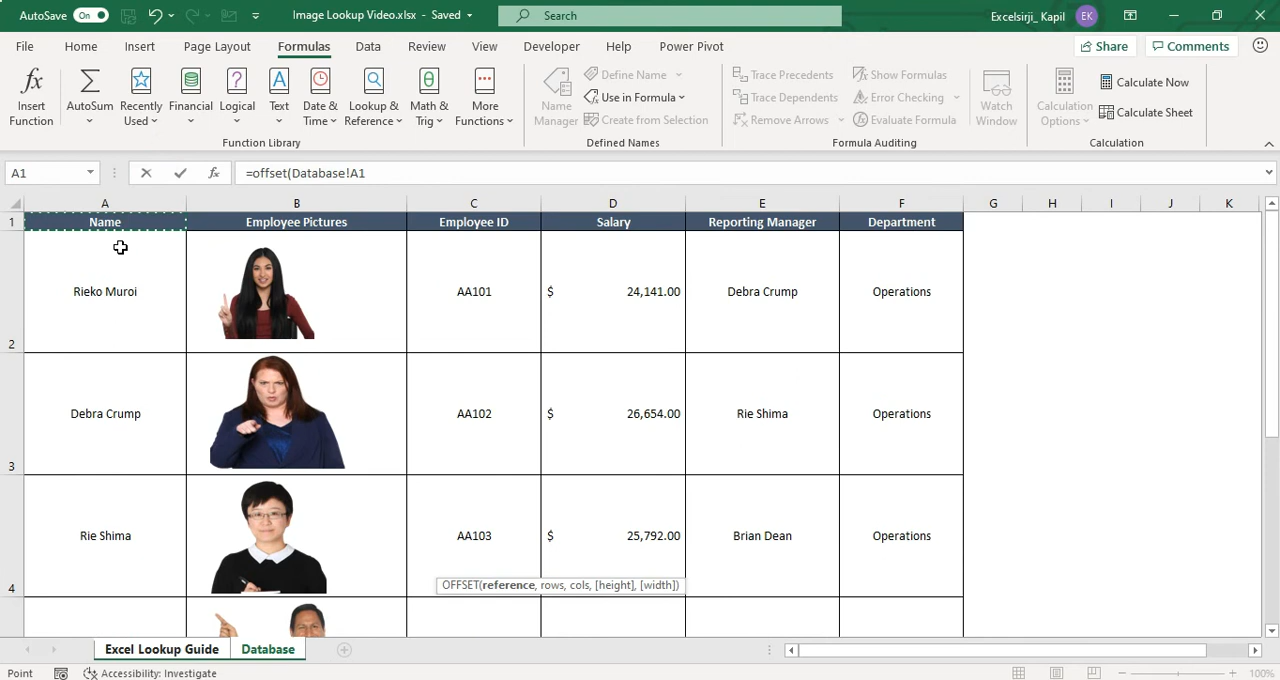 AutoSave On Image Lookup Video.xlsx - Saved Search Excelsirji_ Kapil EK
File Home Insert Page Layout Formulas Data Review View Developer Help Power Pivot Share Comments
Insert Function AutoSum Recently Used Financial Logical Text Date & Time Lookup & Reference Math & Trig More Functions
Function Library
Name Manager
Define Name
Use in Formula
Create from Selection
Defined Names
Trace Precedents Show Formulas
Trace Dependents Error Checking
Remove Arrows Evaluate Formula
Watch Window
Formula Auditing
Calculation Options
Calculate Now
Calculate Sheet
Calculation
A1 fx =offset(Database!A1
A B C D E F G H I J K
1 Name Employee Pictures Employee ID Salary Reporting Manager Department
2 Rieko Muroi AA101 $ 24,141.00 Debra Crump Operations
3 Debra Crump AA102 $ 26,654.00 Rie Shima Operations
4 Rie Shima AA103 $ 25,792.00 Brian Dean Operations
OFFSET(reference, rows, cols, [height], [width])
Excel Lookup Guide Database
Point Accessibility: Investigate 100%